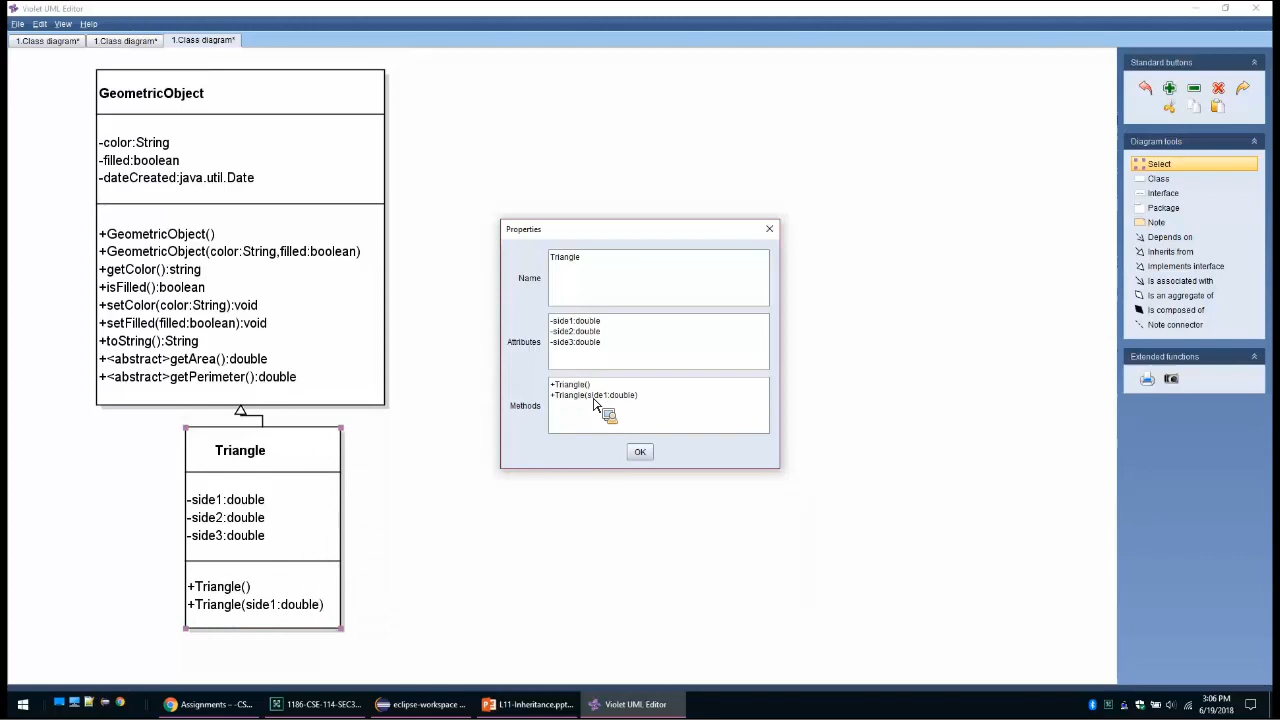 Violet UML Editor
File Edit View Help
1.Class diagram* 1.Class diagram* 1.Class diagram*
GeometricObject
-color:String
-filled:boolean
-dateCreated:java.util.Date
+GeometricObject()
+GeometricObject(color:String,filled:boolean)
+getColor():string
+isFilled():boolean
+setColor(color:String):void
+setFilled(filled:boolean):void
+toString():String
+<abstract>getArea():double
+<abstract>getPerimeter():double
Triangle
-side1:double
-side2:double
-side3:double
+Triangle()
+Triangle(side1:double)
Properties
Name
Triangle
Attributes
-side1:double
-side2:double
-side3:double
Methods
+Triangle()
+Triangle(side1:double)
OK
Standard buttons
Diagram tools
Select
Class
Interface
Package
Note
Depends on
Inherits from
Implements interface
Is associated with
Is an aggregate of
Is composed of
Note connector
Extended functions
Assignments - -CS...
1186-CSE-114-SEC3...
eclipse-workspace ...
L11-Inheritance.ppt...
Violet UML Editor
3:06 PM
6/19/2018